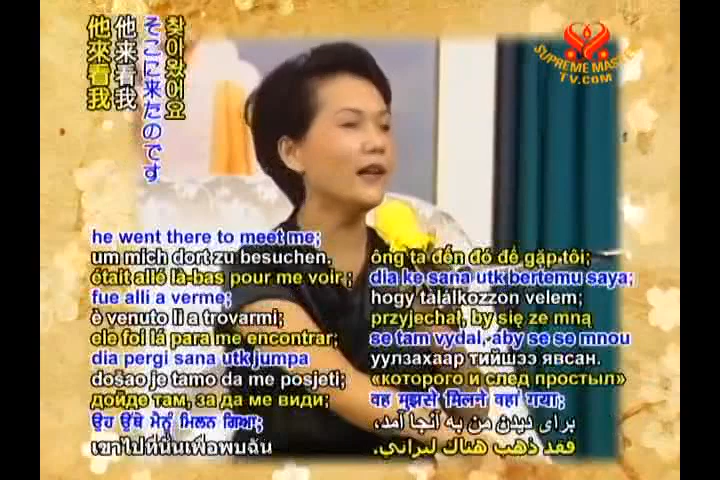 찾아왔어요
そこに来たのです
他来看我
他來看我
SUPREME MASTER
TV.COM
he went there to meet me;
um mich dort zu besuchen.
était allé là-bas pour me voir ;
fue allí a verme;
è venuto lì a trovarmi;
ele foi lá para me encontrar;
dia pergi sana utk jumpa
došao je tamo da me posjeti;
дойде там, за да ме види;
ਉਹ ਉੱਥੇ ਮੈਨੂੰ ਮਿਲਨ ਗਿਆ;
เขาไปที่นั่นเพื่อพบฉัน
ông ta đến đó để gặp tôi;
dia ke sana utk bertemu saya;
hogy találkozzon velem;
przyjechał, by się ze mną
se tam vydal, aby se se mnou
уулзахаар тийшээ явсан.
«которого и след простыл»
वह मुझसे मिलने वहां गया;
برای دیدن من به آنجا آمد،
فقد ذهب هناك ليراني.